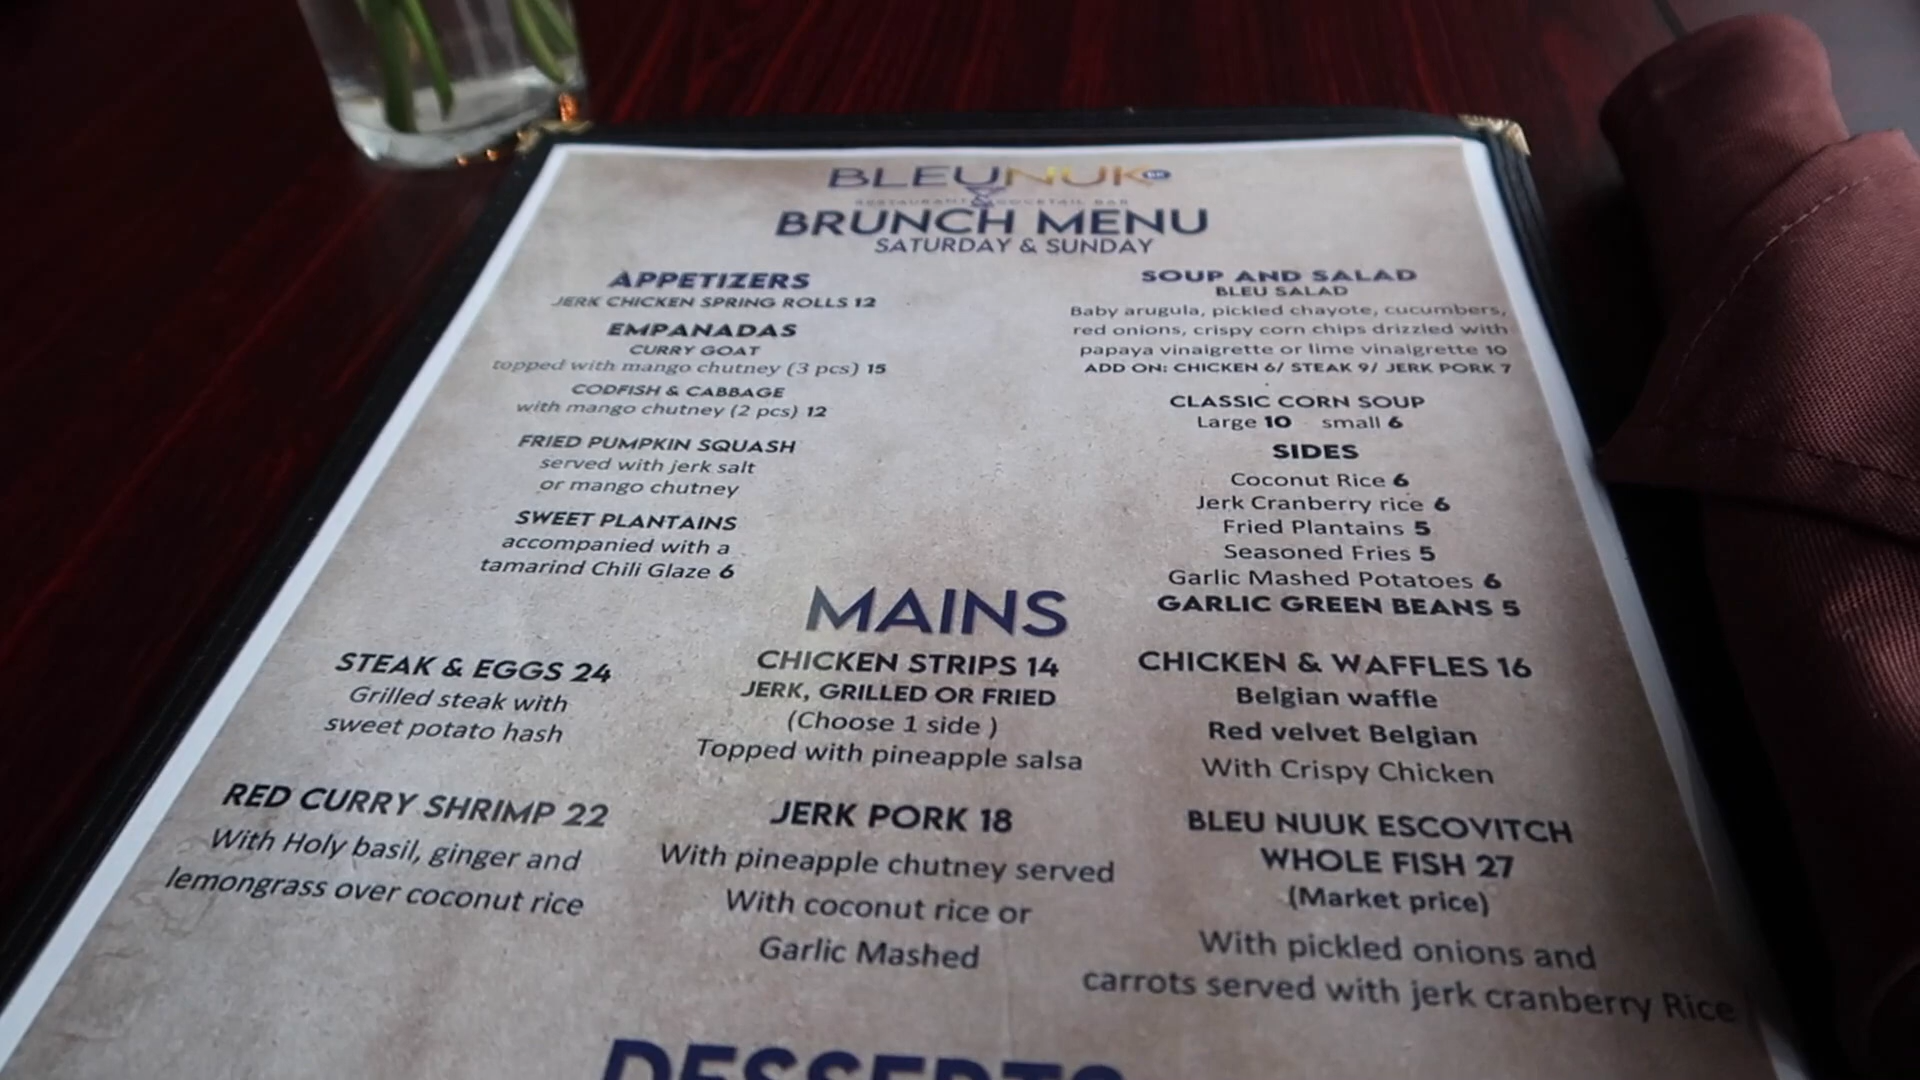 BLEUNUK BK
RESTAURANT & COCKTAIL BAR
BRUNCH MENU
SATURDAY & SUNDAY
APPETIZERS
JERK CHICKEN SPRING ROLLS 12
EMPANADAS
CURRY GOAT
topped with mango chutney (3 pcs) 15
CODFISH & CABBAGE
with mango chutney (2 pcs) 12
FRIED PUMPKIN SQUASH
served with jerk salt
or mango chutney
SWEET PLANTAINS
accompanied with a
tamarind Chili Glaze 6
SOUP AND SALAD
BLEU SALAD
Baby arugula, pickled chayote, cucumbers,
red onions, crispy corn chips drizzled with
papaya vinaigrette or lime vinaigrette 10
ADD ON: CHICKEN 6/ STEAK 9/ JERK PORK 7
CLASSIC CORN SOUP
Large 10 small 6
SIDES
Coconut Rice 6
Jerk Cranberry rice 6
Fried Plantains 5
Seasoned Fries 5
Garlic Mashed Potatoes 6
GARLIC GREEN BEANS 5
MAINS
STEAK & EGGS 24
Grilled steak with
sweet potato hash
CHICKEN STRIPS 14
JERK, GRILLED OR FRIED
(Choose 1 side )
Topped with pineapple salsa
CHICKEN & WAFFLES 16
Belgian waffle
Red velvet Belgian
With Crispy Chicken
RED CURRY SHRIMP 22
With Holy basil, ginger and
lemongrass over coconut rice
JERK PORK 18
With pineapple chutney served
With coconut rice or
Garlic Mashed
BLEU NUUK ESCOVITCH
WHOLE FISH 27
(Market price)
With pickled onions and
carrots served with jerk cranberry Rice
DESSERTS